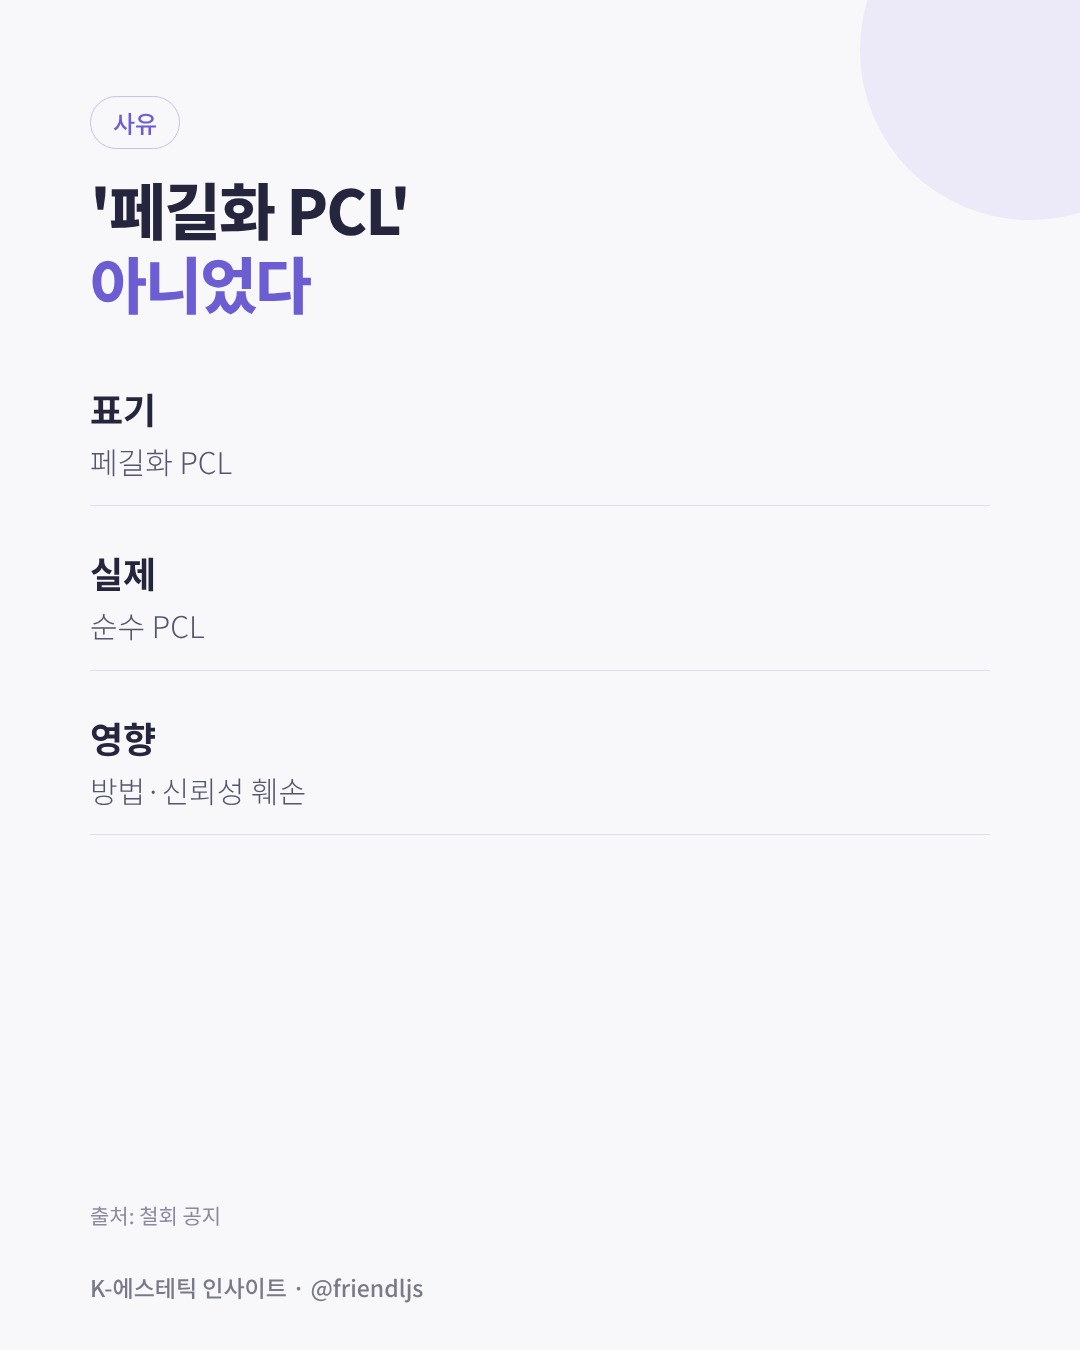 사유
'페길화 PCL'
아니었다
표기
페길화 PCL
실제
순수 PCL
영향
방법·신뢰성 훼손
출처: 철회 공지
K-에스테틱 인사이트 · @friendljs